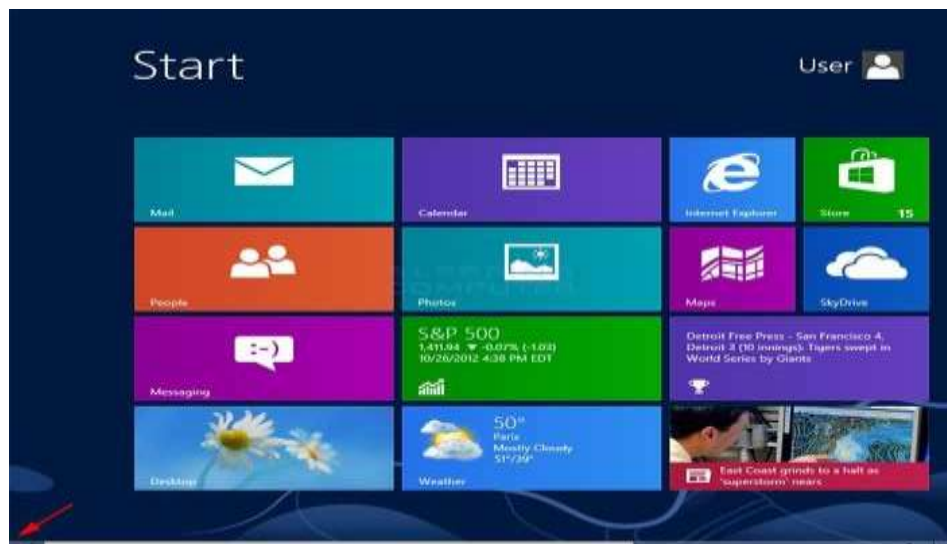 Start
User
Mail
Calendar
Internet Explorer
Store
15
People
Photos
Maps
SkyDrive
:-)
Messaging
S&P 500
1,411.94 ▼ -0.07% (-1.03)
10/26/2012 4:38 PM EDT
Detroit Free Press - San Francisco 4,
Detroit 3 (10 innings): Tigers swept in
World Series by Giants
Desktop
50°
Paris
Mostly Cloudy
51°/39°
Weather
East Coast grinds to a halt as
'superstorm' nears